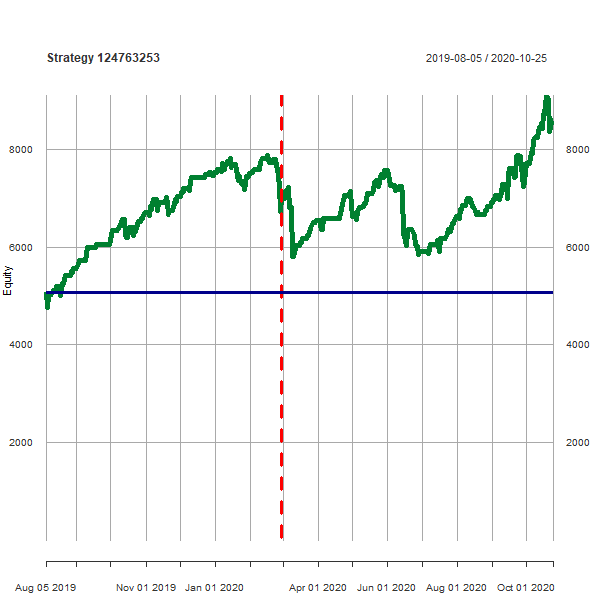 Strategy 124763253
2019-08-05 / 2020-10-25
8000
8000
6000
6000
Equity
4000
4000
2000
2000
Aug 05 2019
Nov 01 2019
Jan 01 2020
Apr 01 2020
Jun 01 2020
Aug 01 2020
Oct 01 2020